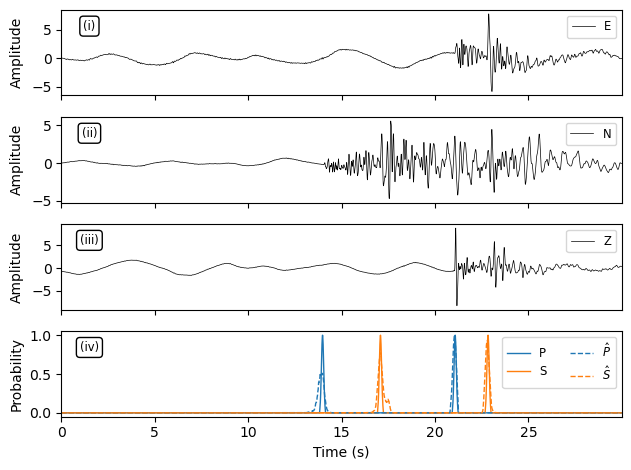 (i)
E
Amplitude
5
0
−5
(ii)
N
Amplitude
5
0
−5
(iii)
Z
Amplitude
5
0
−5
(iv)
Probability
1.0
0.5
0.0
P
S
P̂
Ŝ
0 5 10 15 20 25
Time (s)